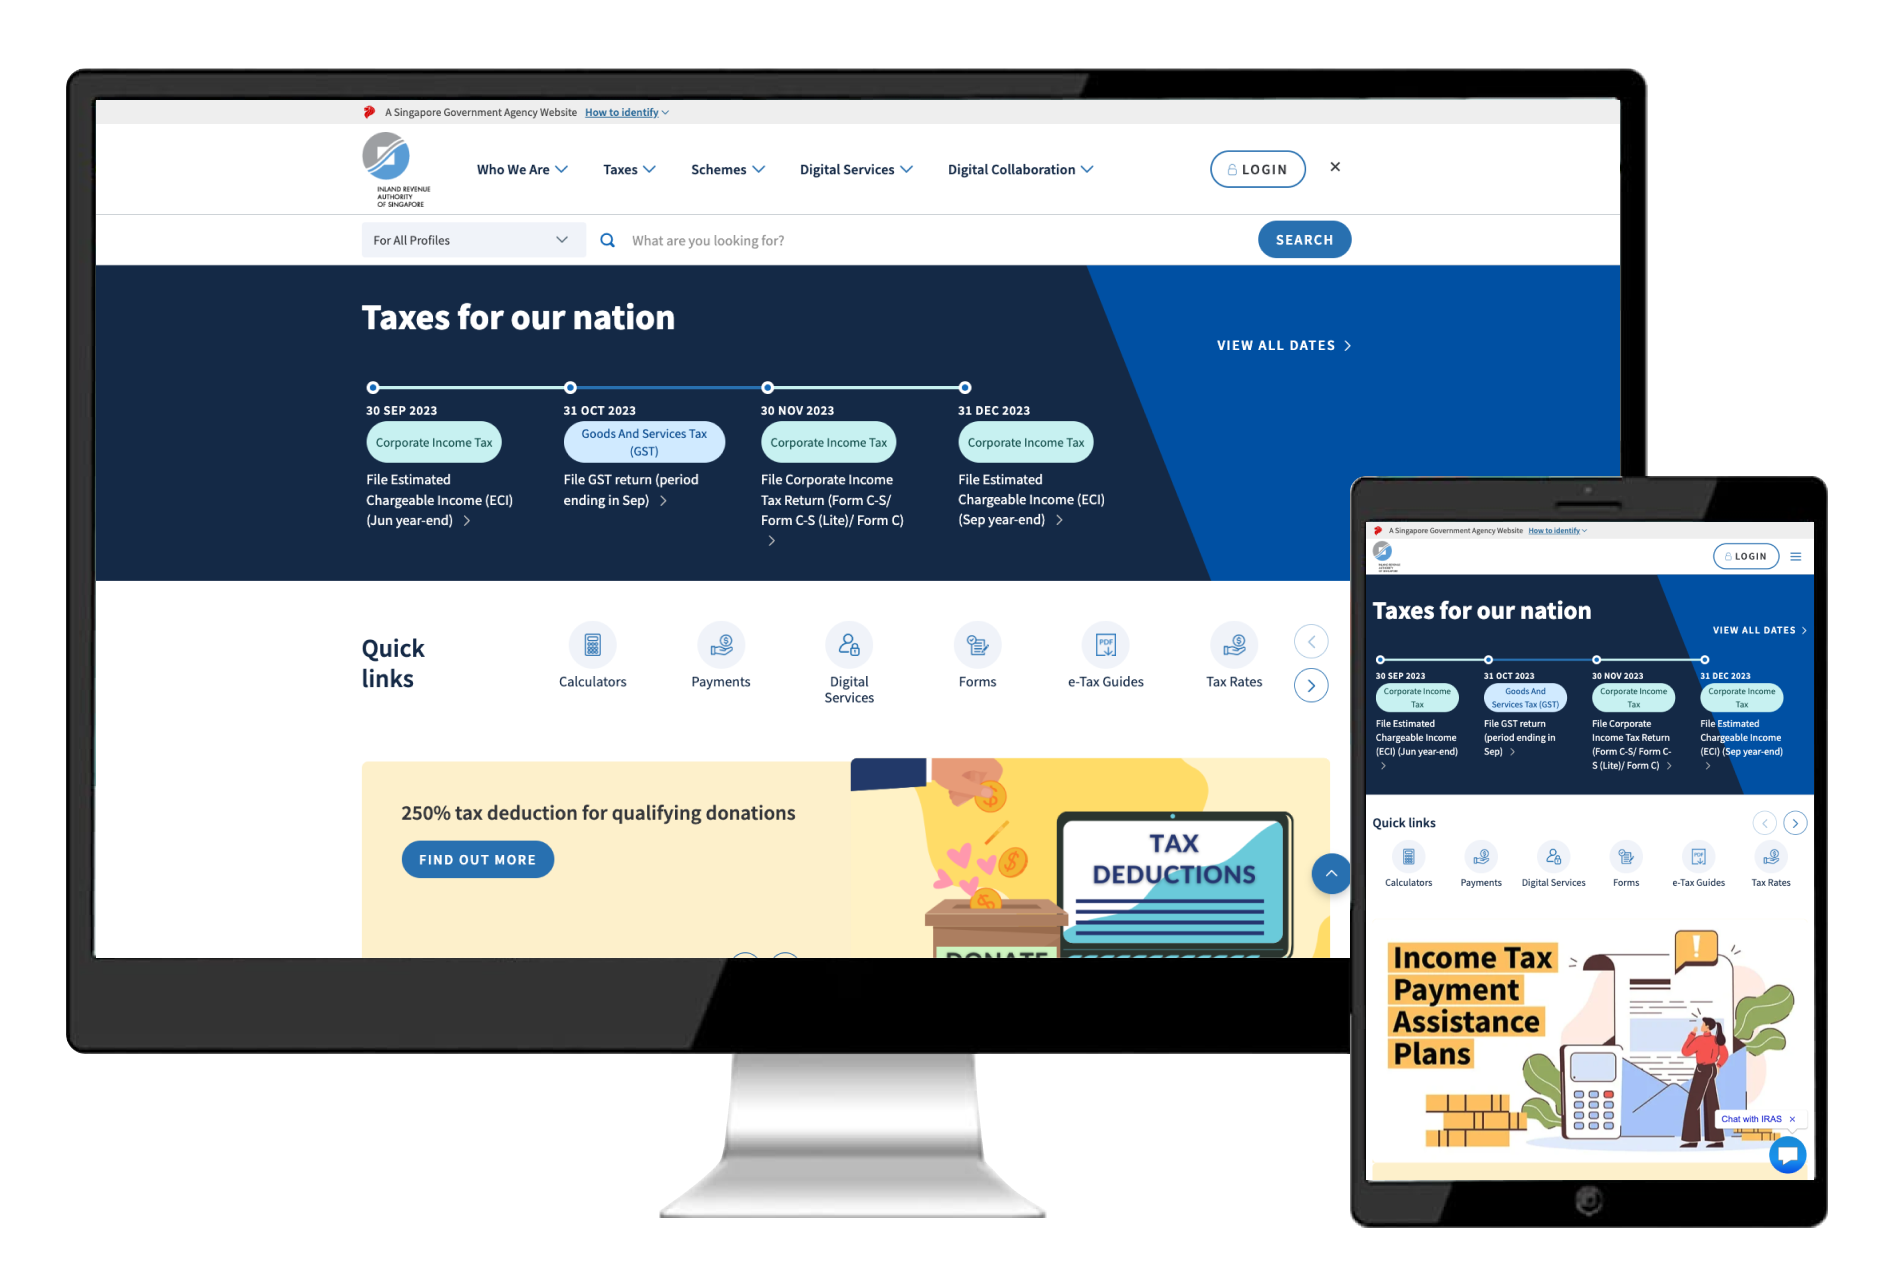 A Singapore Government Agency Website How to identify
INLAND REVENUE
AUTHORITY
OF SINGAPORE
Who We Are
Taxes
Schemes
Digital Services
Digital Collaboration
LOGIN
For All Profiles
What are you looking for?
SEARCH
Taxes for our nation
VIEW ALL DATES
30 SEP 2023
Corporate Income Tax
File Estimated
Chargeable Income (ECI)
(Jun year-end)
31 OCT 2023
Goods And Services Tax
(GST)
File GST return (period
ending in Sep)
30 NOV 2023
Corporate Income Tax
File Corporate Income
Tax Return (Form C-S/
Form C-S (Lite)/ Form C)
31 DEC 2023
Corporate Income Tax
File Estimated
Chargeable Income (ECI)
(Sep year-end)
Quick
links
Calculators
Payments
Digital
Services
Forms
PDF
e-Tax Guides
Tax Rates
250% tax deduction for qualifying donations
FIND OUT MORE
TAX
DEDUCTIONS
DONATE
A Singapore Government Agency Website How to identify
LOGIN
Taxes for our nation
VIEW ALL DATES
30 SEP 2023
Corporate Income
Tax
File Estimated
Chargeable Income
(ECI) (Jun year-end)
31 OCT 2023
Goods And
Services Tax (GST)
File GST return
(period ending in
Sep)
30 NOV 2023
Corporate Income
Tax
File Corporate
Income Tax Return
(Form C-S/ Form C-
S (Lite)/ Form C)
31 DEC 2023
Corporate Income
Tax
File Estimated
Chargeable Income
(ECI) (Sep year-end)
Quick links
Calculators
Payments
Digital Services
Forms
PDF
e-Tax Guides
Tax Rates
Income Tax
Payment
Assistance
Plans
Chat with IRAS